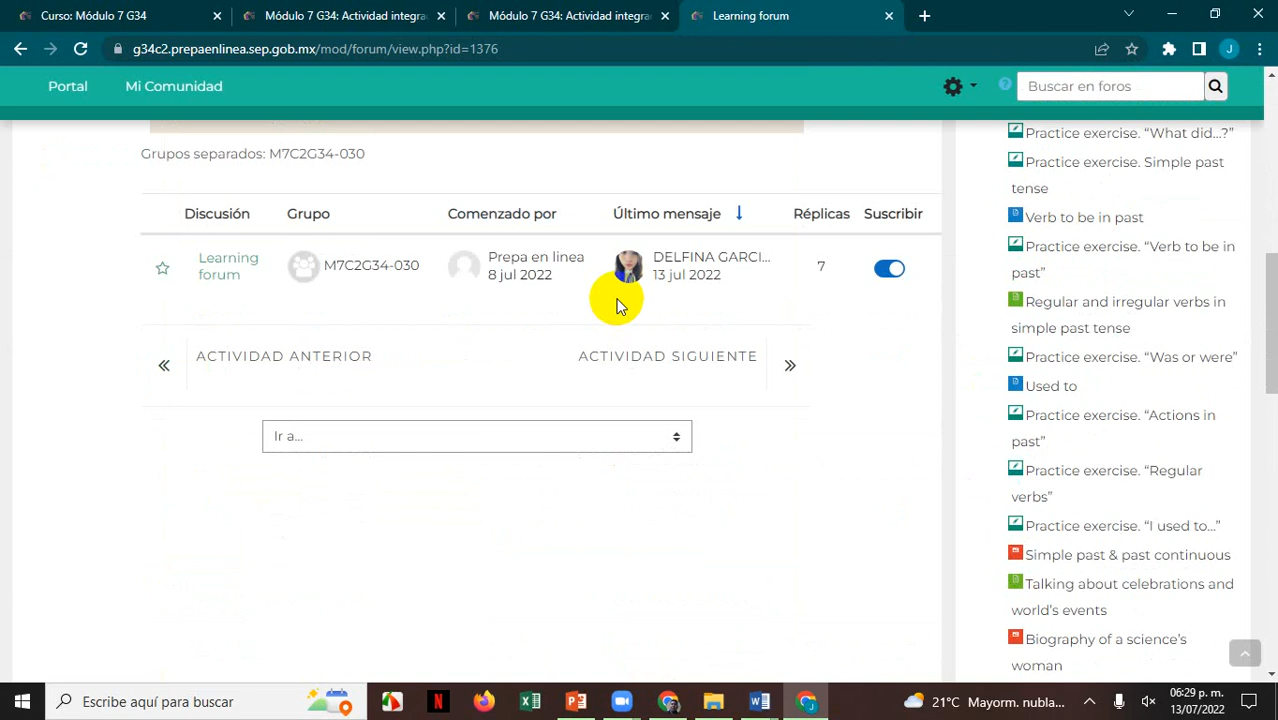 Curso: Módulo 7 G34
Módulo 7 G34: Actividad integra
Módulo 7 G34: Actividad integra
Learning forum
g34c2.prepaenlinea.sep.gob.mx/mod/forum/view.php?id=1376
J
Portal
Mi Comunidad
Buscar en foros
Grupos separados: M7C2G34-030
Discusión
Grupo
Comenzado por
Último mensaje
Réplicas
Suscribir
Learning
forum
M7C2G34-030
Prepa en linea
8 jul 2022
DELFINA GARCI...
13 jul 2022
7
ACTIVIDAD ANTERIOR
ACTIVIDAD SIGUIENTE
Ir a...
Practice exercise. “What did...?”
Practice exercise. Simple past
tense
Verb to be in past
Practice exercise. “Verb to be in
past”
Regular and irregular verbs in
simple past tense
Practice exercise. “Was or were”
Used to
Practice exercise. “Actions in
past”
Practice exercise. “Regular
verbs”
Practice exercise. “I used to...”
Simple past & past continuous
Talking about celebrations and
world’s events
Biography of a science’s
woman
Escribe aquí para buscar
21°C Mayorm. nubla...
06:29 p. m.
13/07/2022